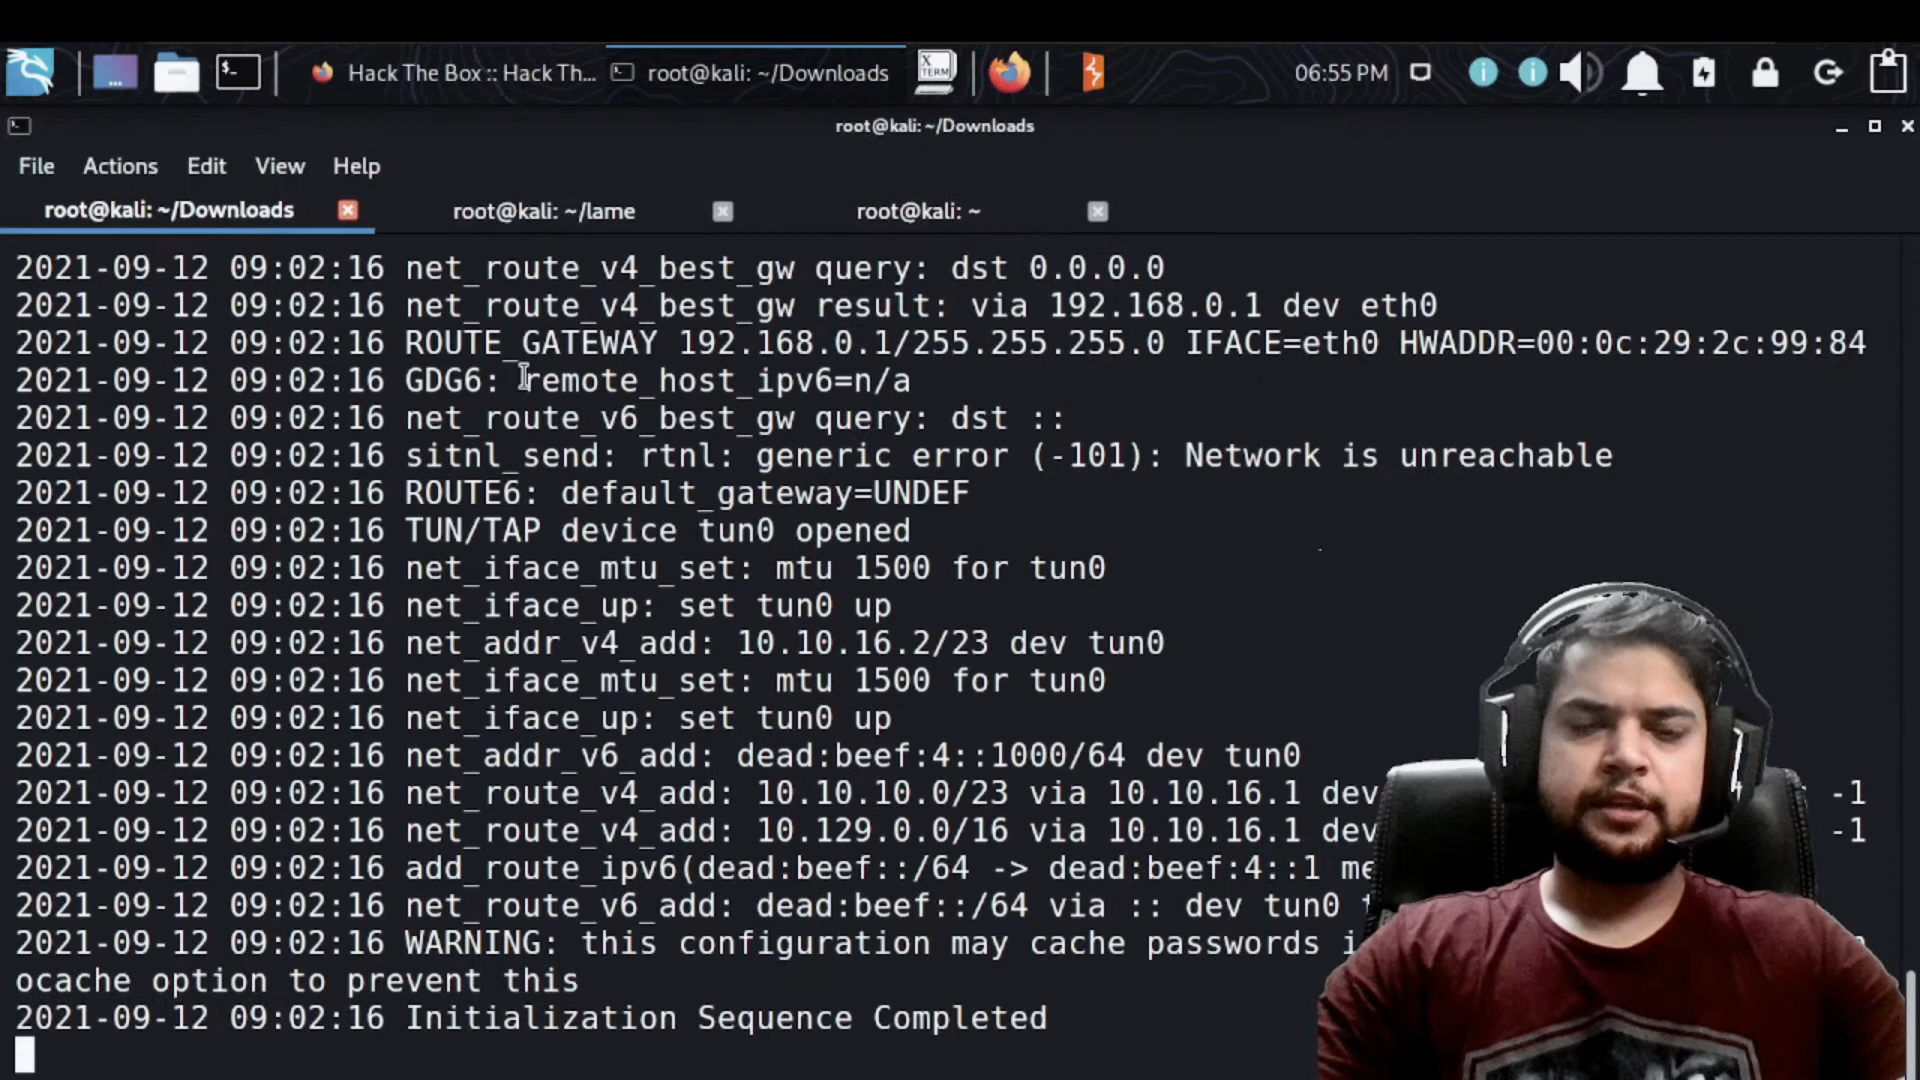 Hack The Box :: Hack Th...
root@kali: ~/Downloads
X
TERM
06:55 PM
root@kali: ~/Downloads
File Actions Edit View Help
root@kali: ~/Downloads
root@kali: ~/lame
root@kali: ~
2021-09-12 09:02:16 net_route_v4_best_gw query: dst 0.0.0.0
2021-09-12 09:02:16 net_route_v4_best_gw result: via 192.168.0.1 dev eth0
2021-09-12 09:02:16 ROUTE_GATEWAY 192.168.0.1/255.255.255.0 IFACE=eth0 HWADDR=00:0c:29:2c:99:84
2021-09-12 09:02:16 GDG6: remote_host_ipv6=n/a
2021-09-12 09:02:16 net_route_v6_best_gw query: dst ::
2021-09-12 09:02:16 sitnl_send: rtnl: generic error (-101): Network is unreachable
2021-09-12 09:02:16 ROUTE6: default_gateway=UNDEF
2021-09-12 09:02:16 TUN/TAP device tun0 opened
2021-09-12 09:02:16 net_iface_mtu_set: mtu 1500 for tun0
2021-09-12 09:02:16 net_iface_up: set tun0 up
2021-09-12 09:02:16 net_addr_v4_add: 10.10.16.2/23 dev tun0
2021-09-12 09:02:16 net_iface_mtu_set: mtu 1500 for tun0
2021-09-12 09:02:16 net_iface_up: set tun0 up
2021-09-12 09:02:16 net_addr_v6_add: dead:beef:4::1000/64 dev tun0
2021-09-12 09:02:16 net_route_v4_add: 10.10.10.0/23 via 10.10.16.1 dev -1
2021-09-12 09:02:16 net_route_v4_add: 10.129.0.0/16 via 10.10.16.1 dev -1
2021-09-12 09:02:16 add_route_ipv6(dead:beef::/64 -> dead:beef:4::1 me
2021-09-12 09:02:16 net_route_v6_add: dead:beef::/64 via :: dev tun0
2021-09-12 09:02:16 WARNING: this configuration may cache passwords i
ocache option to prevent this
2021-09-12 09:02:16 Initialization Sequence Completed